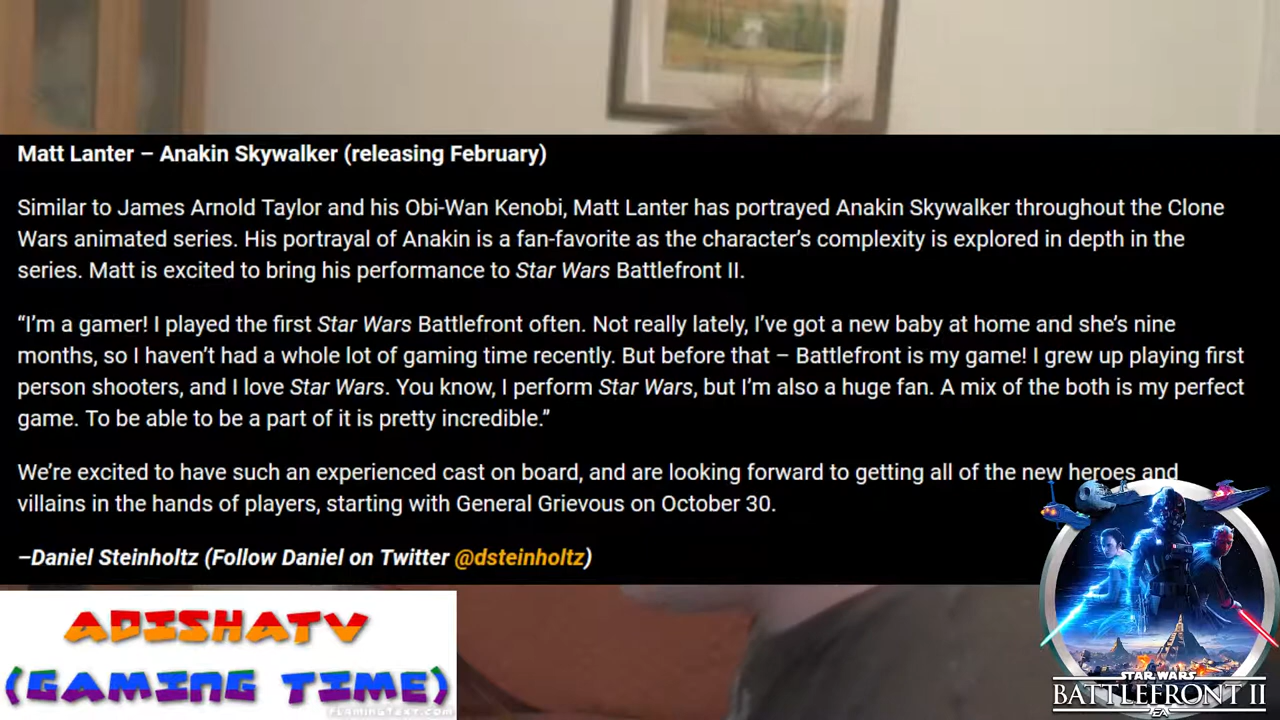 Matt Lanter – Anakin Skywalker (releasing February)
Similar to James Arnold Taylor and his Obi-Wan Kenobi, Matt Lanter has portrayed Anakin Skywalker throughout the Clone
Wars animated series. His portrayal of Anakin is a fan-favorite as the character’s complexity is explored in depth in the
series. Matt is excited to bring his performance to Star Wars Battlefront II.
“I’m a gamer! I played the first Star Wars Battlefront often. Not really lately, I’ve got a new baby at home and she’s nine
months, so I haven’t had a whole lot of gaming time recently. But before that – Battlefront is my game! I grew up playing first
person shooters, and I love Star Wars. You know, I perform Star Wars, but I’m also a huge fan. A mix of the both is my perfect
game. To be able to be a part of it is pretty incredible.”
We’re excited to have such an experienced cast on board, and are looking forward to getting all of the new heroes and
villains in the hands of players, starting with General Grievous on October 30.
–Daniel Steinholtz (Follow Daniel on Twitter @dsteinholtz)
ADISHATV
(GAMING TIME)
FLAMINGTEXT.COM
STAR WARS
BATTLEFRONT II
EA